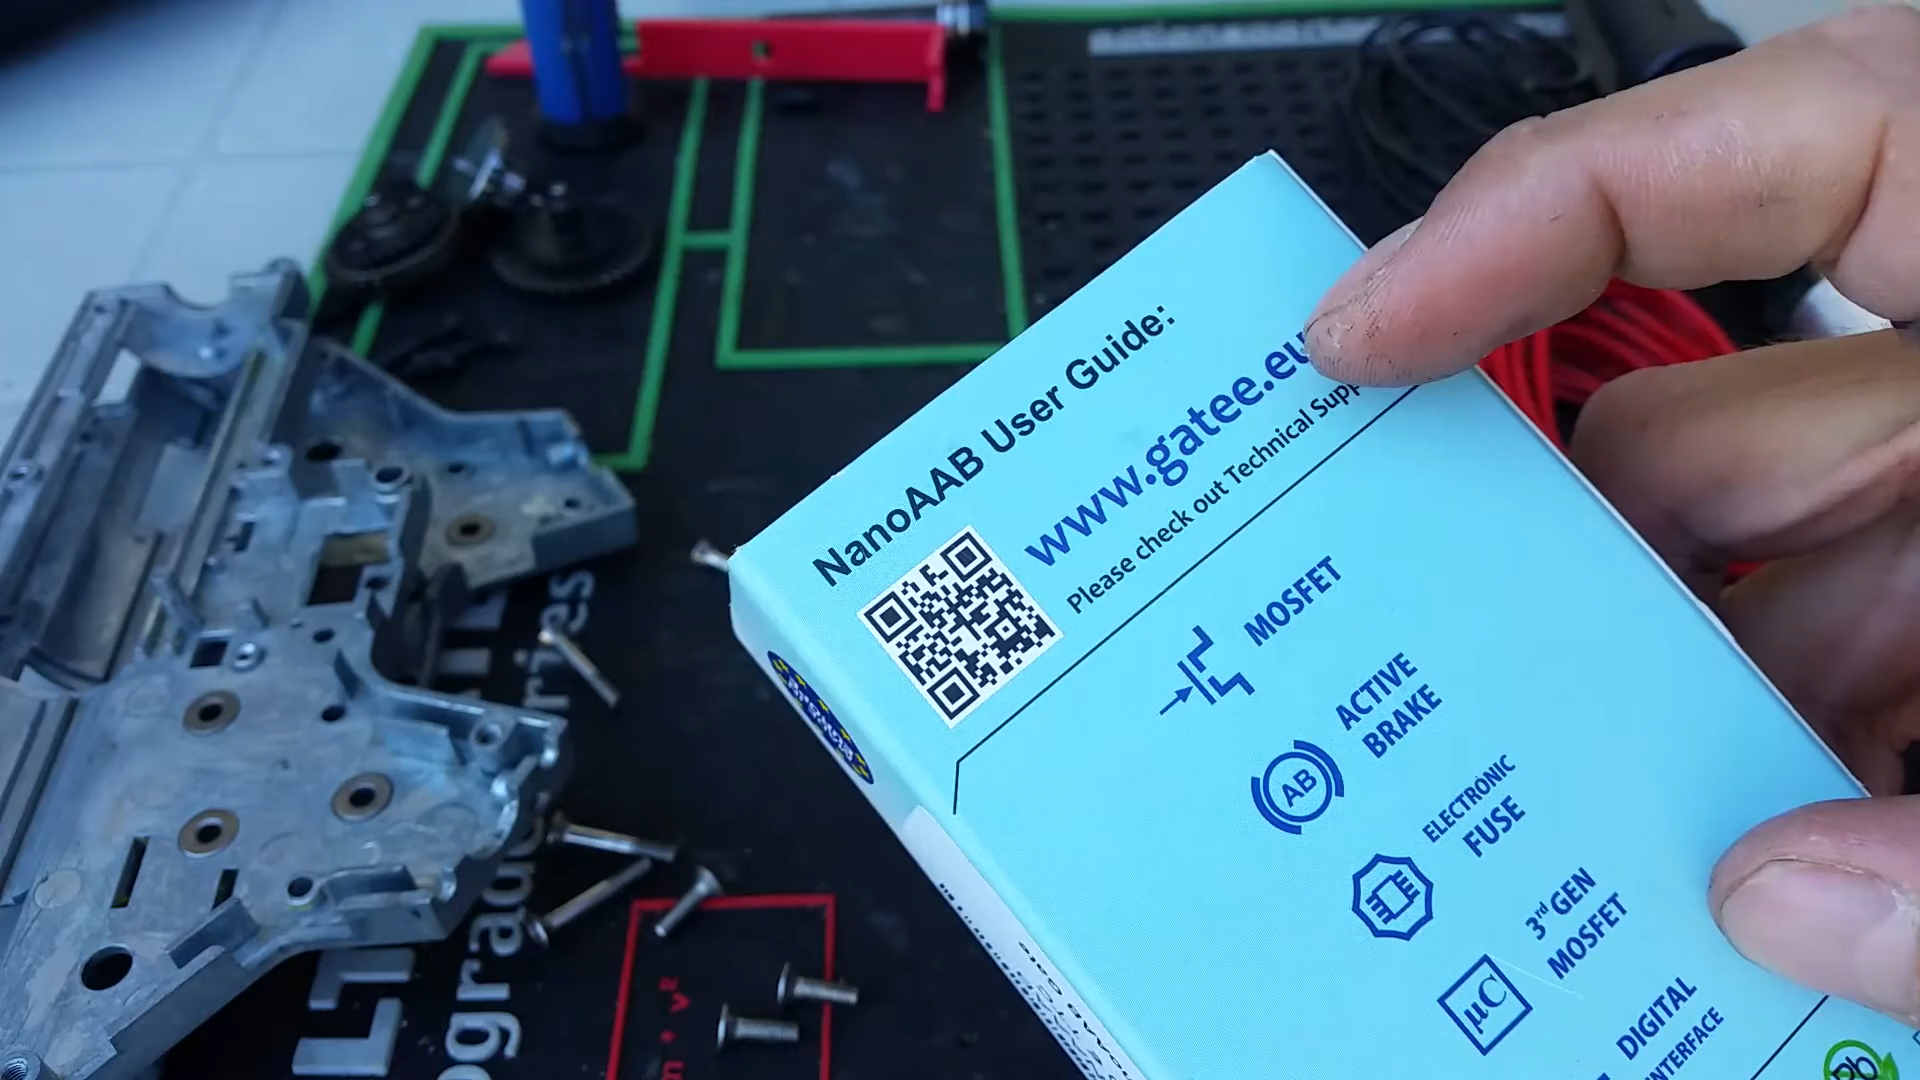 NanoAAB User Guide:
www.gatee.eu
Please check out Technical Supp
MOSFET
AB
ACTIVE
BRAKE
ELECTRONIC
FUSE
µC
3rd GEN
MOSFET
DIGITAL
INTERFACE
Pb